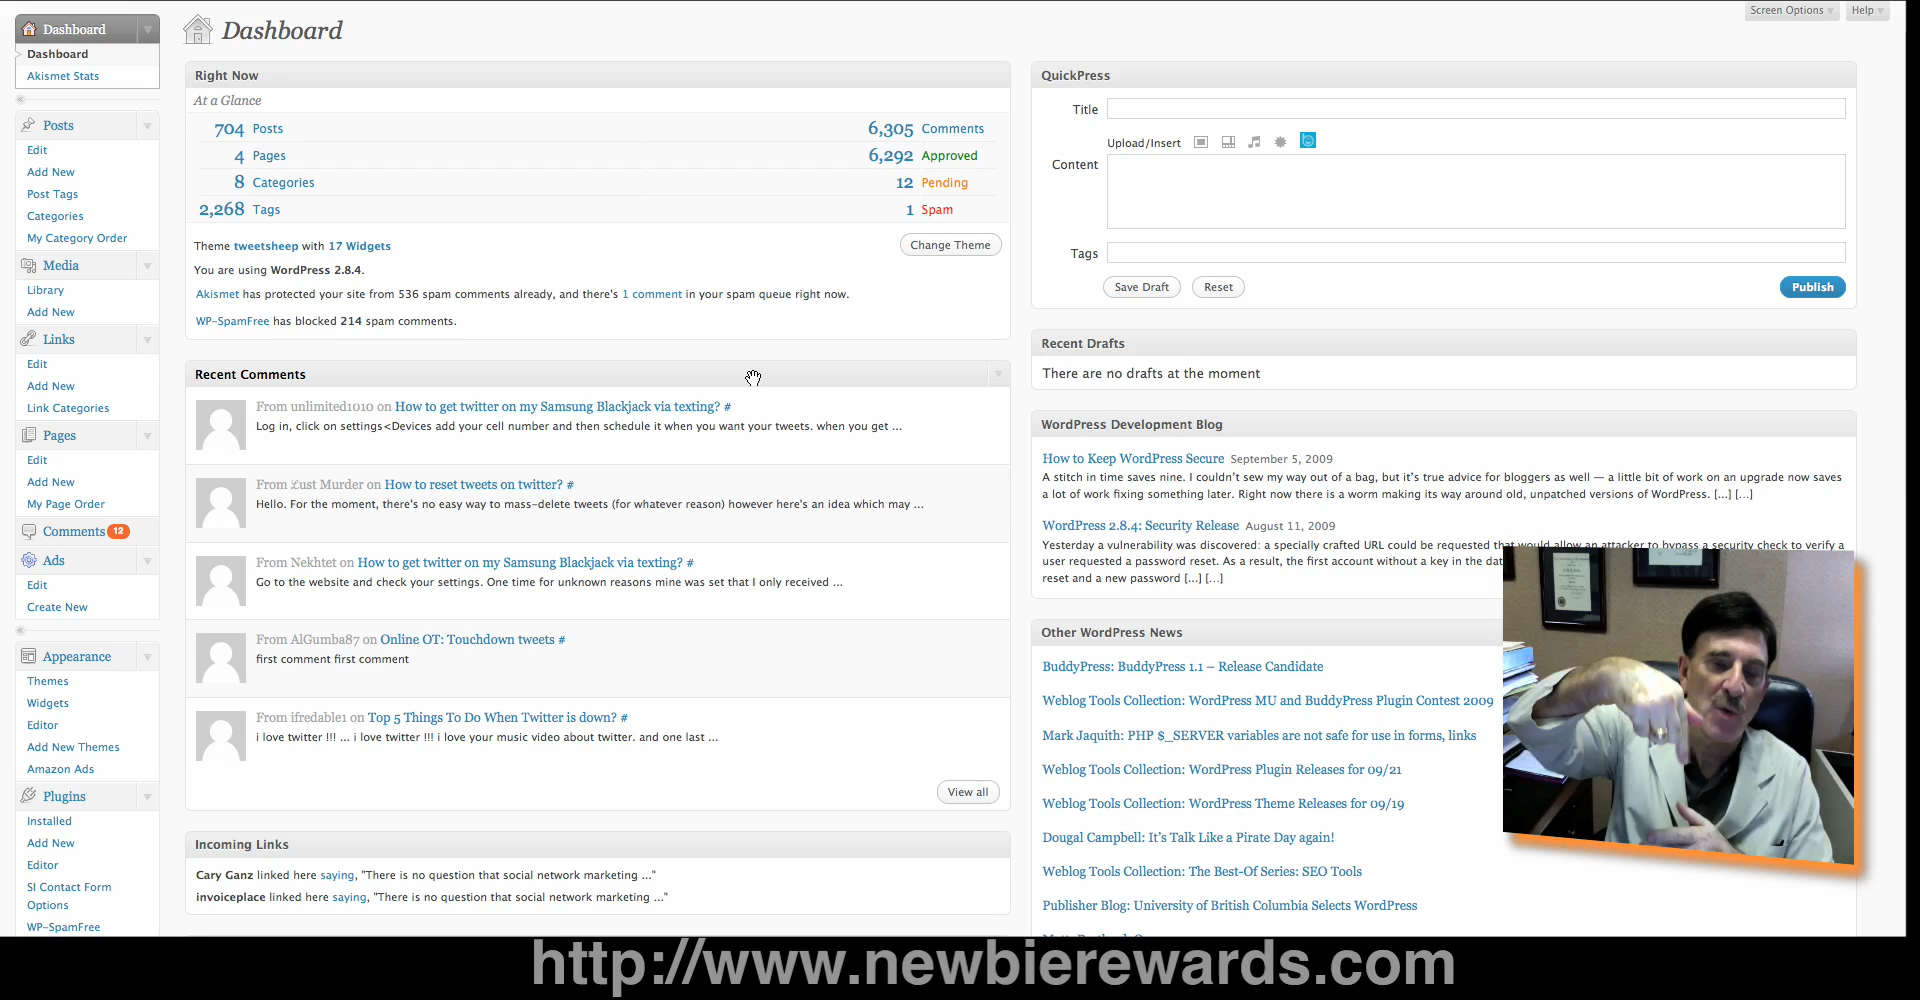 Dashboard
Dashboard
Akismet Stats
Posts
Edit
Add New
Post Tags
Categories
My Category Order
Media
Library
Add New
Links
Edit
Add New
Link Categories
Pages
Edit
Add New
My Page Order
Comments 12
Ads
Edit
Create New
Appearance
Themes
Widgets
Editor
Add New Themes
Amazon Ads
Plugins
Installed
Add New
Editor
SI Contact Form
Options
WP-SpamFree
Screen Options
Help
Dashboard
Right Now
At a Glance
704 Posts
6,305 Comments
4 Pages
6,292 Approved
8 Categories
12 Pending
2,268 Tags
1 Spam
Theme tweetsheep with 17 Widgets
Change Theme
You are using WordPress 2.8.4.
Akismet has protected your site from 536 spam comments already, and there's 1 comment in your spam queue right now.
WP-SpamFree has blocked 214 spam comments.
Recent Comments
From unlimited1010 on How to get twitter on my Samsung Blackjack via texting? #
Log in, click on settings<Devices add your cell number and then schedule it when you want your tweets. when you get ...
From £ust Murder on How to reset tweets on twitter? #
Hello. For the moment, there's no easy way to mass-delete tweets (for whatever reason) however here's an idea which may ...
From Nekhtet on How to get twitter on my Samsung Blackjack via texting? #
Go to the website and check your settings. One time for unknown reasons mine was set that I only received ...
From AlGumba87 on Online OT: Touchdown tweets #
first comment first comment
From ifredable1 on Top 5 Things To Do When Twitter is down? #
i love twitter !!! ... i love twitter !!! i love your music video about twitter. and one last ...
View all
Incoming Links
Cary Ganz linked here saying, "There is no question that social network marketing ..."
invoiceplace linked here saying, "There is no question that social network marketing ..."
QuickPress
Title
Upload/Insert
Content
Tags
Save Draft
Reset
Publish
Recent Drafts
There are no drafts at the moment
WordPress Development Blog
How to Keep WordPress Secure September 5, 2009
A stitch in time saves nine. I couldn't sew my way out of a bag, but it's true advice for bloggers as well — a little bit of work on an upgrade now saves
a lot of work fixing something later. Right now there is a worm making its way around old, unpatched versions of WordPress. [...] [...]
WordPress 2.8.4: Security Release August 11, 2009
Yesterday a vulnerability was discovered: a specially crafted URL could be requested that would allow an attacker to bypass a security check to verify a
user requested a password reset. As a result, the first account without a key in the dat
reset and a new password [...] [...]
Other WordPress News
BuddyPress: BuddyPress 1.1 – Release Candidate
Weblog Tools Collection: WordPress MU and BuddyPress Plugin Contest 2009
Mark Jaquith: PHP $_SERVER variables are not safe for use in forms, links
Weblog Tools Collection: WordPress Plugin Releases for 09/21
Weblog Tools Collection: WordPress Theme Releases for 09/19
Dougal Campbell: It's Talk Like a Pirate Day again!
Weblog Tools Collection: The Best-Of Series: SEO Tools
Publisher Blog: University of British Columbia Selects WordPress
http://www.newbierewards.com